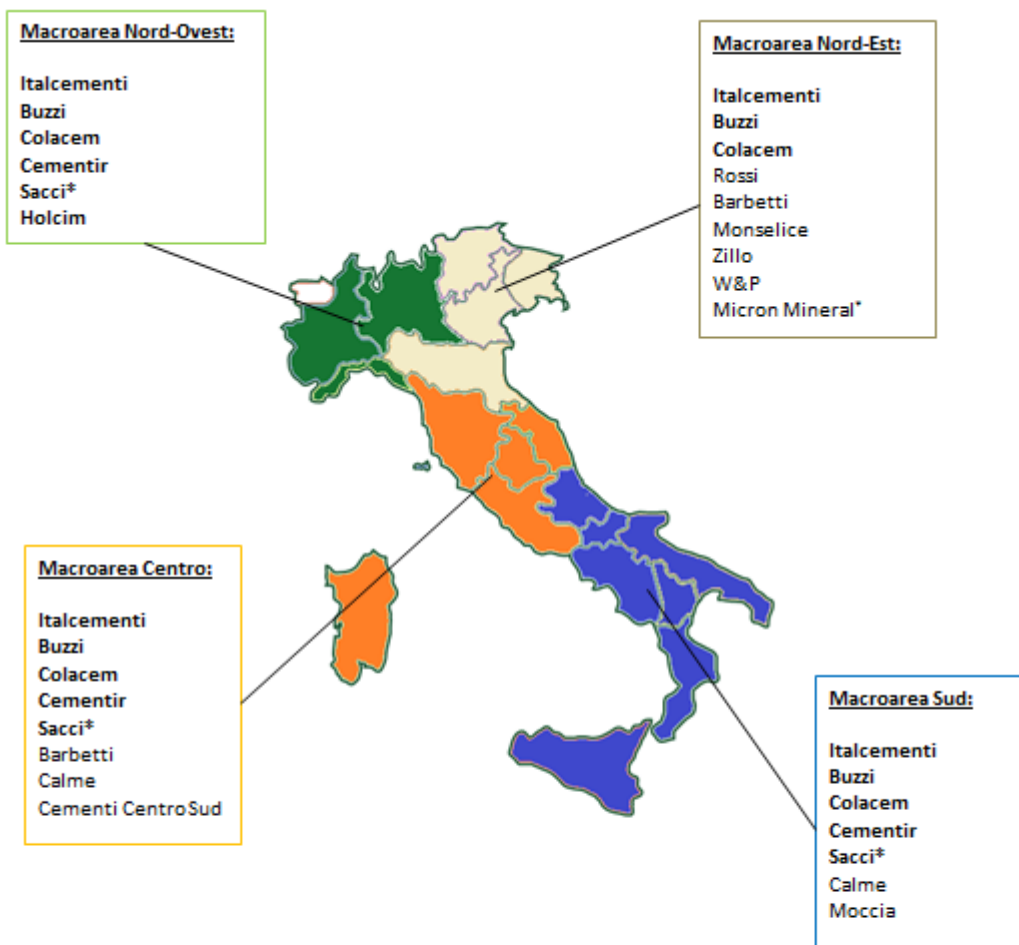 Macroarea Nord-Ovest:
Italcementi
Buzzi
Colacem
Cementir
Sacci*
Holcim
Macroarea Nord-Est:
Italcementi
Buzzi
Colacem
Rossi
Barbetti
Monselice
Zillo
W&P
Micron Mineral*
Macroarea Centro:
Italcementi
Buzzi
Colacem
Cementir
Sacci*
Barbetti
Calme
Cementi Centro Sud
Macroarea Sud:
Italcementi
Buzzi
Colacem
Cementir
Sacci*
Calme
Moccia